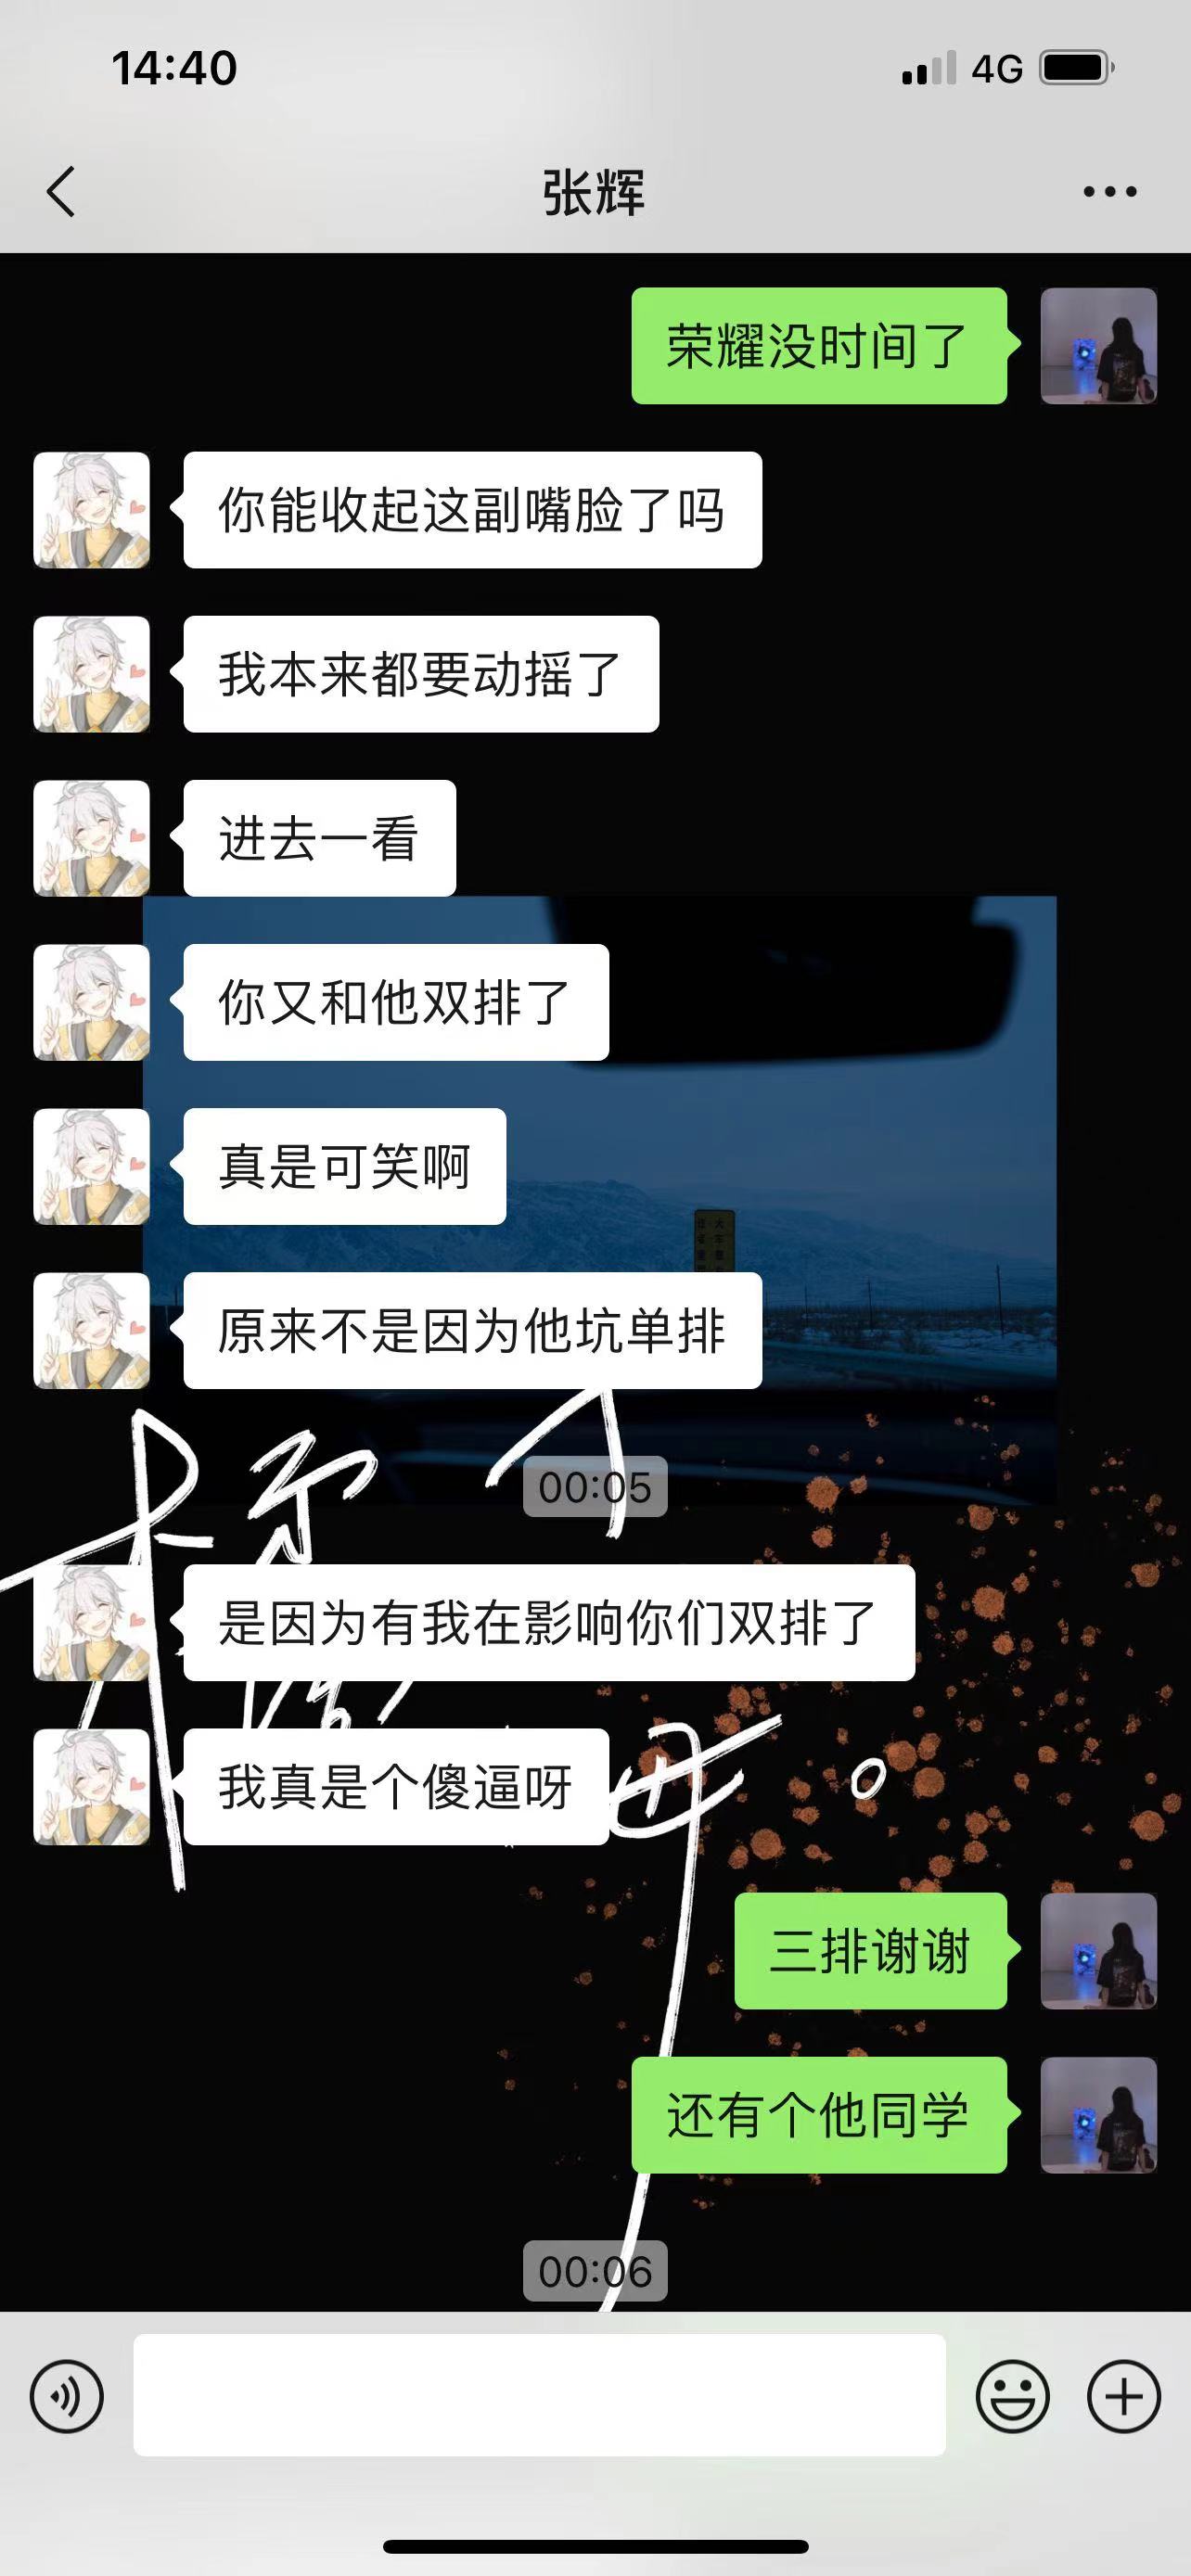 14:40
4G
张辉
荣耀没时间了
你能收起这副嘴脸了吗
我本来都要动摇了
进去一看
你又和他双排了
真是可笑啊
原来不是因为他坑单排
00:05
是因为有我在影响你们双排了
我真是个傻逼呀
三排谢谢
还有个他同学
00:06